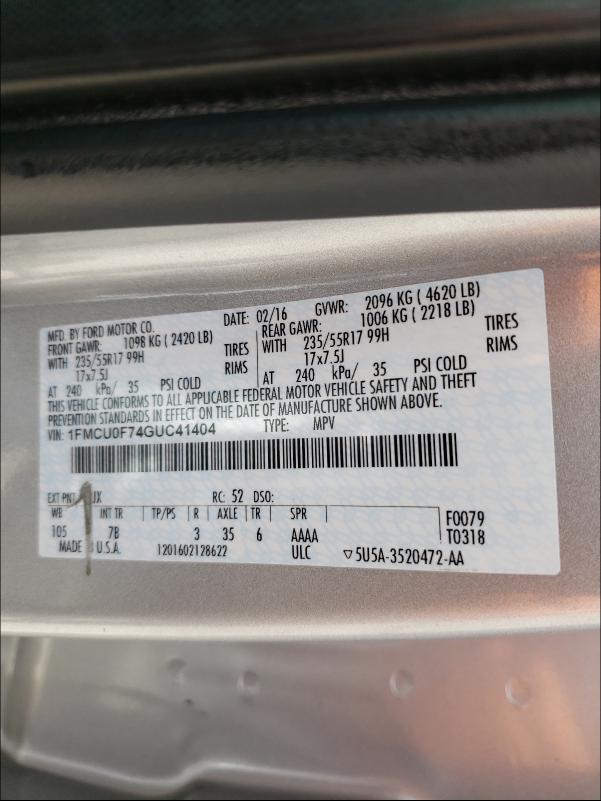 MFD. BY FORD MOTOR CO. DATE: 02/16 GVWR: 2096 KG ( 4620 LB)
FRONT GAWR: 1098 KG ( 2420 LB) REAR GAWR: 1006 KG ( 2218 LB)
WITH 235/55R17 99H TIRES WITH 235/55R17 99H TIRES
17x7.5J RIMS 17x7.5J RIMS
AT 240 kPa/ 35 PSI COLD AT 240 kPa/ 35 PSI COLD
THIS VEHICLE CONFORMS TO ALL APPLICABLE FEDERAL MOTOR VEHICLE SAFETY AND THEFT
PREVENTION STANDARDS IN EFFECT ON THE DATE OF MANUFACTURE SHOWN ABOVE.
VIN: 1FMCU0F74GUC41404 TYPE: MPV
EXT PNT: UX RC: 52 DSO:
WB INT TR TP/PS R AXLE TR SPR F0079
105 7B 3 35 6 AAAA T0318
MADE U.S.A. 1201602128622 ULC 5U5A-3520472-AA